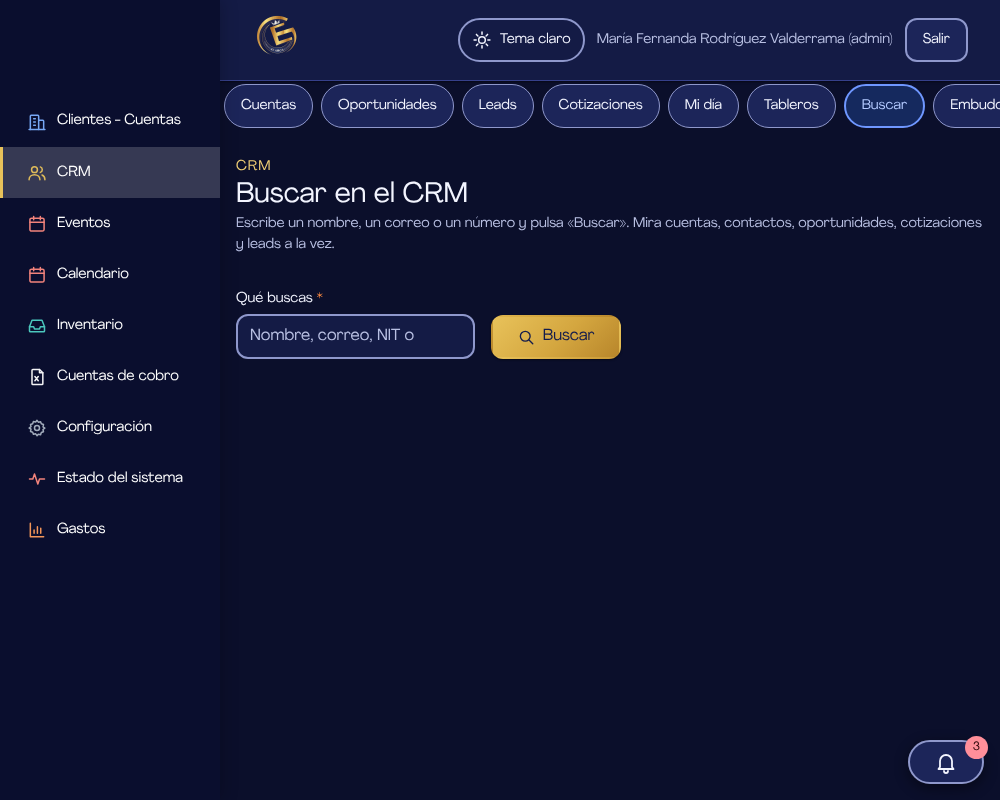 Tema claro
María Fernanda Rodríguez Valderrama (admin)
Salir
Clientes - Cuentas
CRM
Eventos
Calendario
Inventario
Cuentas de cobro
Configuración
Estado del sistema
Gastos
Cuentas
Oportunidades
Leads
Cotizaciones
Mi día
Tableros
Buscar
Embudo
CRM
Buscar en el CRM
Escribe un nombre, un correo o un número y pulsa «Buscar». Mira cuentas, contactos, oportunidades, cotizaciones
y leads a la vez.
Qué buscas *
Nombre, correo, NIT o
Buscar
3